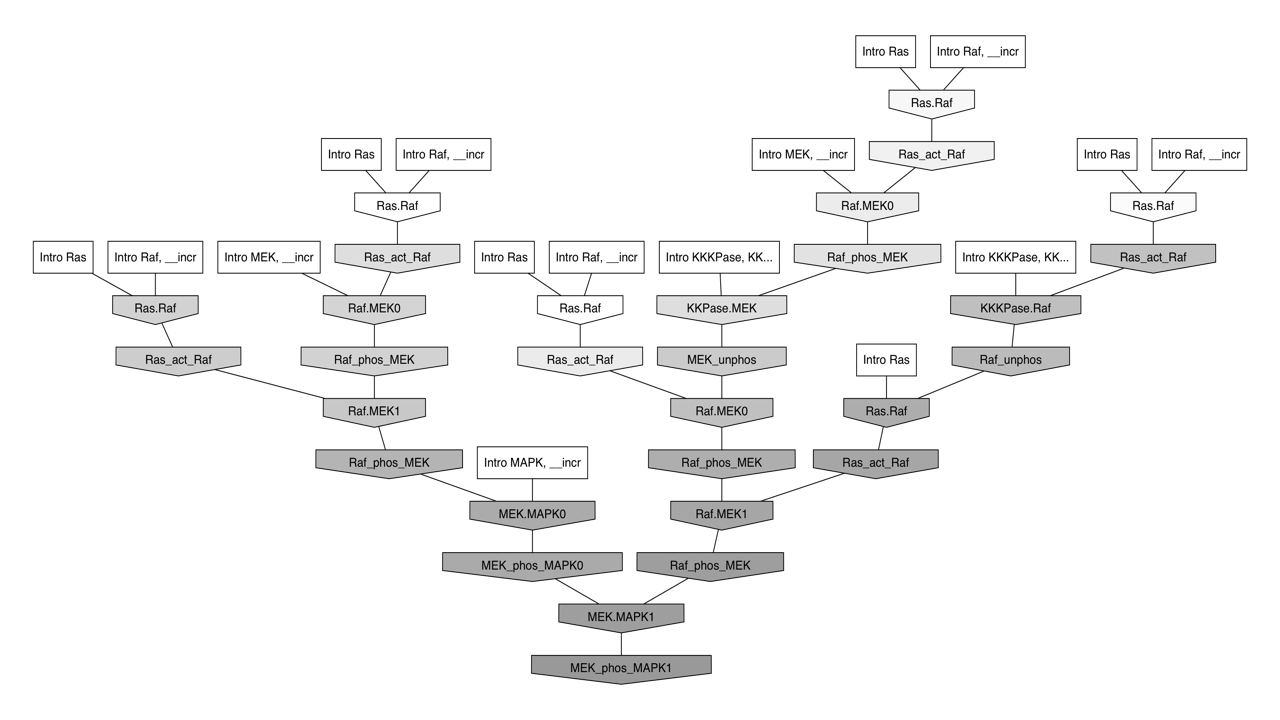 Intro Ras
Intro Raf, __incr
Ras.Raf
Intro Ras
Intro Raf, __incr
Intro MEK, __incr
Ras_act_Raf
Intro Ras
Intro Raf, __incr
Ras.Raf
Raf.MEK0
Ras.Raf
Intro Ras
Intro Raf, __incr
Intro MEK, __incr
Ras_act_Raf
Intro Ras
Intro Raf, __incr
Intro KKKPase, KK...
Raf_phos_MEK
Intro KKKPase, KK...
Ras_act_Raf
Ras.Raf
Raf.MEK0
Ras.Raf
KKPase.MEK
KKKPase.Raf
Ras_act_Raf
Raf_phos_MEK
Ras_act_Raf
MEK_unphos
Intro Ras
Raf_unphos
Raf.MEK1
Raf.MEK0
Ras.Raf
Raf_phos_MEK
Intro MAPK, __incr
Raf_phos_MEK
Ras_act_Raf
MEK.MAPK0
Raf.MEK1
MEK_phos_MAPK0
Raf_phos_MEK
MEK.MAPK1
MEK_phos_MAPK1